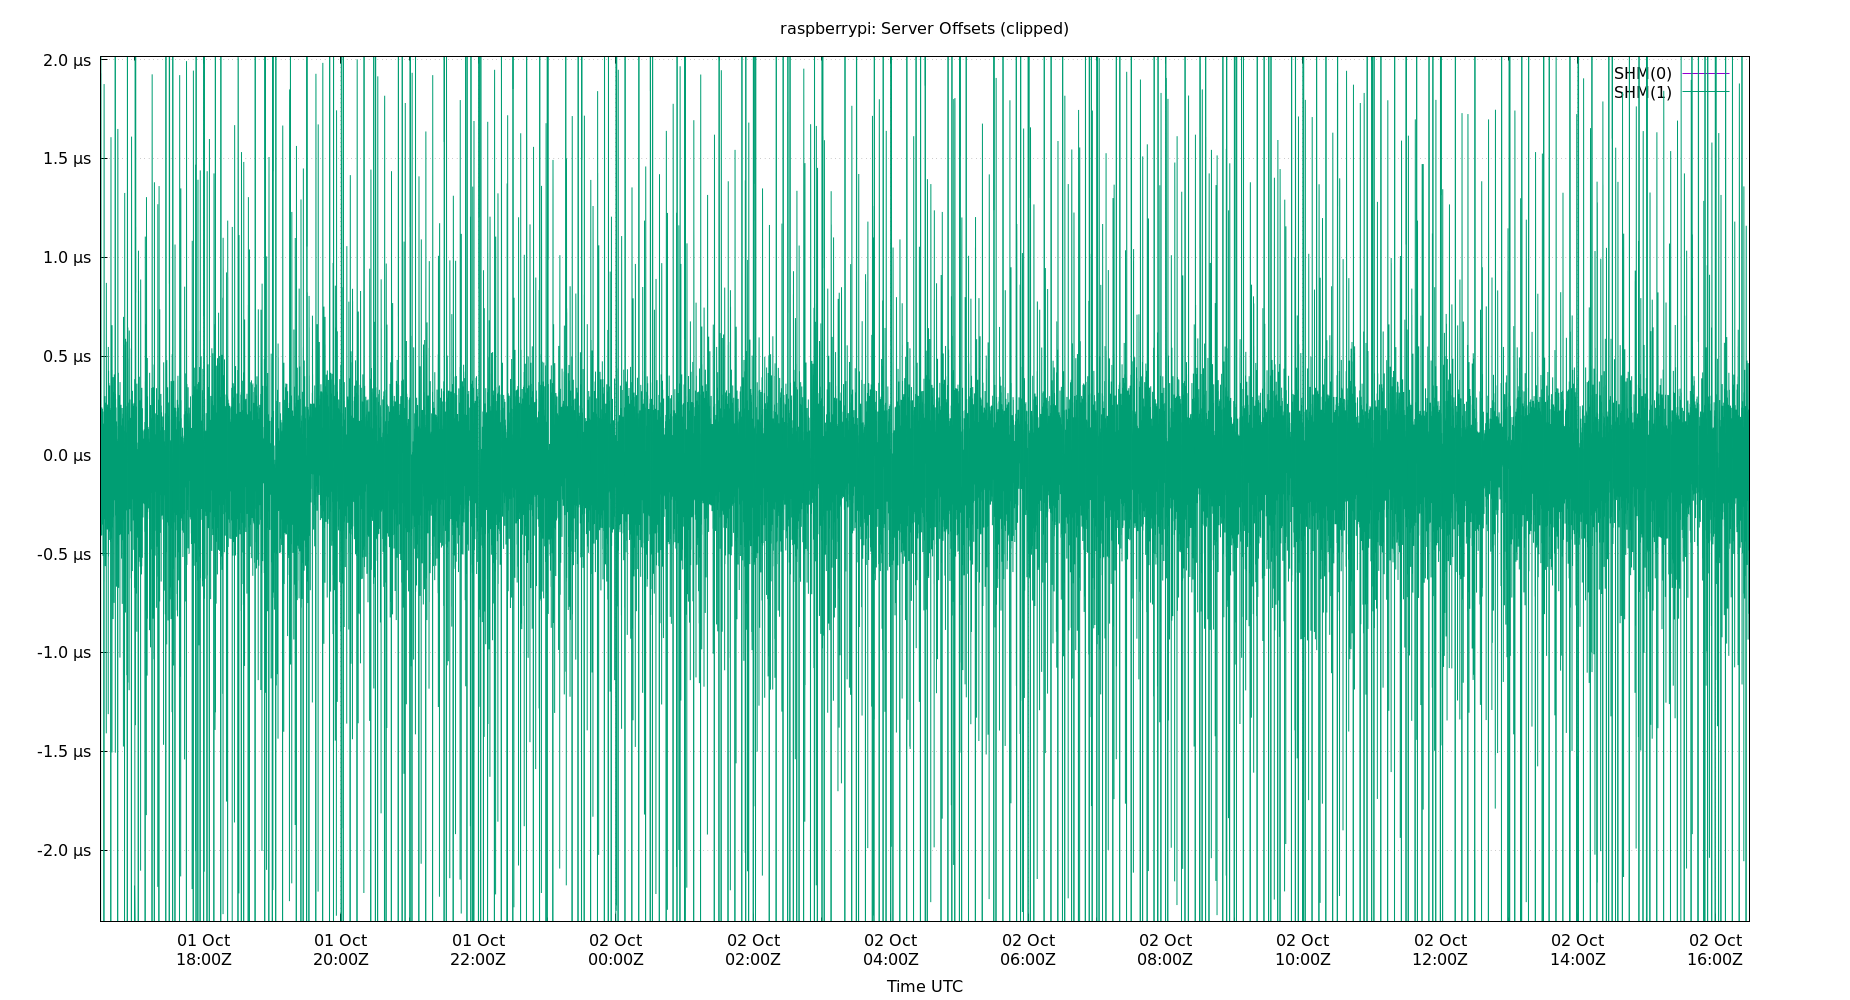 raspberrypi: Server Offsets (clipped)
2.0 µs
SHM(0)
SHM(1)
1.5 µs
1.0 µs
0.5 µs
0.0 µs
-0.5 µs
-1.0 µs
-1.5 µs
-2.0 µs
01 Oct 01 Oct 01 Oct 02 Oct 02 Oct 02 Oct 02 Oct 02 Oct 02 Oct 02 Oct 02 Oct 02 Oct
18:00Z 20:00Z 22:00Z 00:00Z 02:00Z 04:00Z 06:00Z 08:00Z 10:00Z 12:00Z 14:00Z 16:00Z
Time UTC